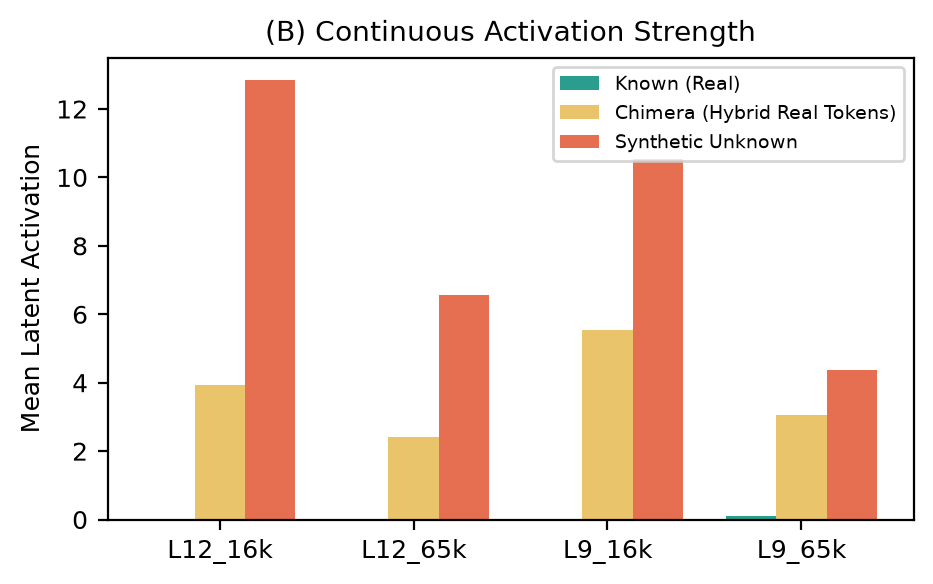 (B) Continuous Activation Strength
Mean Latent Activation
12
10
8
6
4
2
0
Known (Real)
Chimera (Hybrid Real Tokens)
Synthetic Unknown
L12_16k
L12_65k
L9_16k
L9_65k